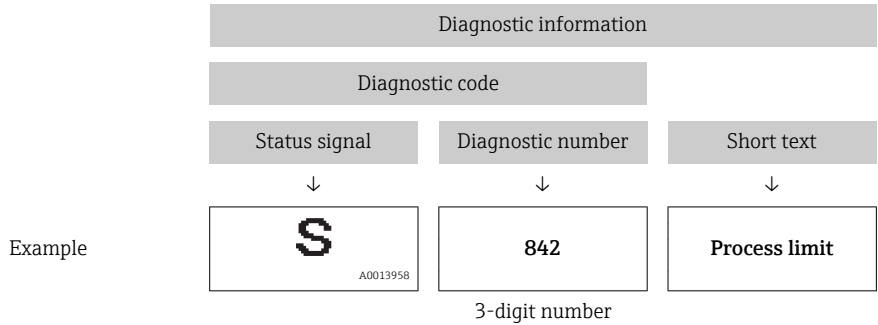 Diagnostic information
Diagnostic code
Status signal Diagnostic number Short text
↓ ↓ ↓
Example S 842 Process limit
A0013958
3-digit number